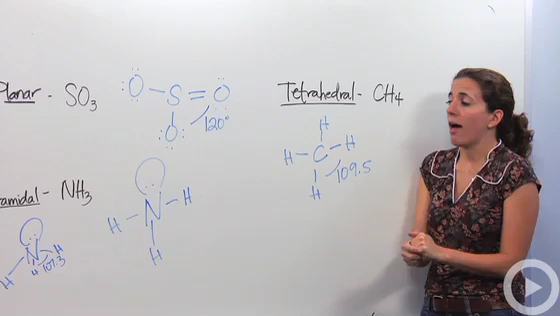 Planar - SO3
:O - S = O
O
120°
Tetrahedral - CH4
H
H - C - H
H
109.5
amidal - NH3
H - N - H
H
N
H H H
107.3